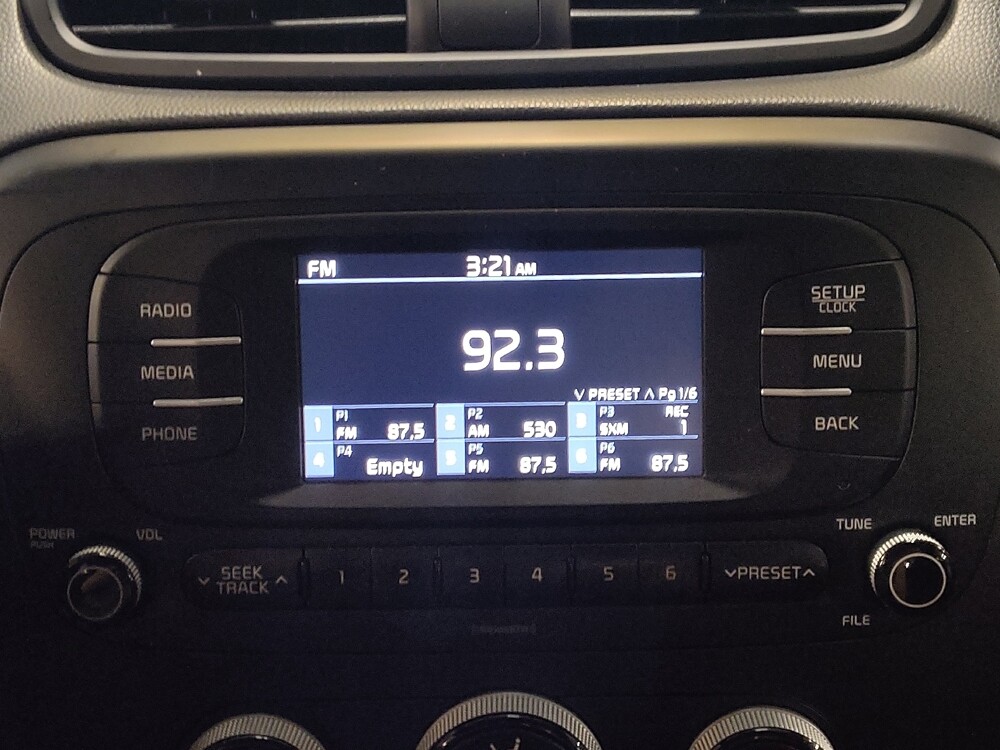 FM 3:21 AM
92.3
∨ PRESET ∧ Pg 1/6
1 P1 FM 87.5
2 P2 AM 530
3 P3 SXM REC 1
4 P4 Empty
5 P5 FM 87.5
6 P6 FM 87.5
RADIO
MEDIA
PHONE
SETUP
CLOCK
MENU
BACK
POWER
PUSH
VOL
∨ SEEK ∧
TRACK
1 2 3 4 5 6
∨PRESET∧
TUNE
ENTER
FILE